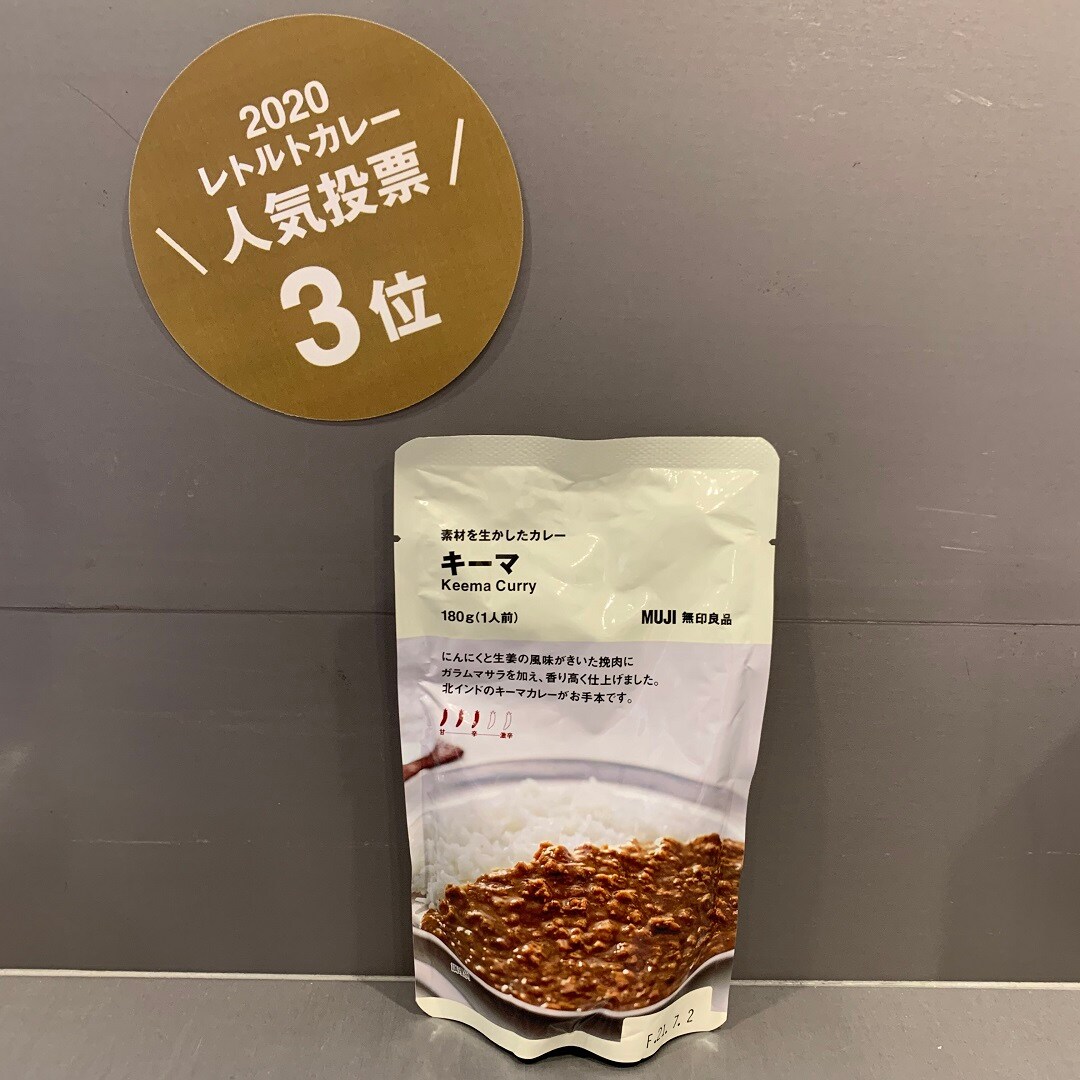 2020
レトルトカレー
人気投票
3位
素材を生かしたカレー
キーマ
Keema Curry
180g(1人前)
MUJI 無印良品
にんにくと生姜の風味がきいた挽肉に
ガラムマサラを加え、香り高く仕上げました。
北インドのキーマカレーがお手本です。
甘 辛 激辛
F.21.7.2